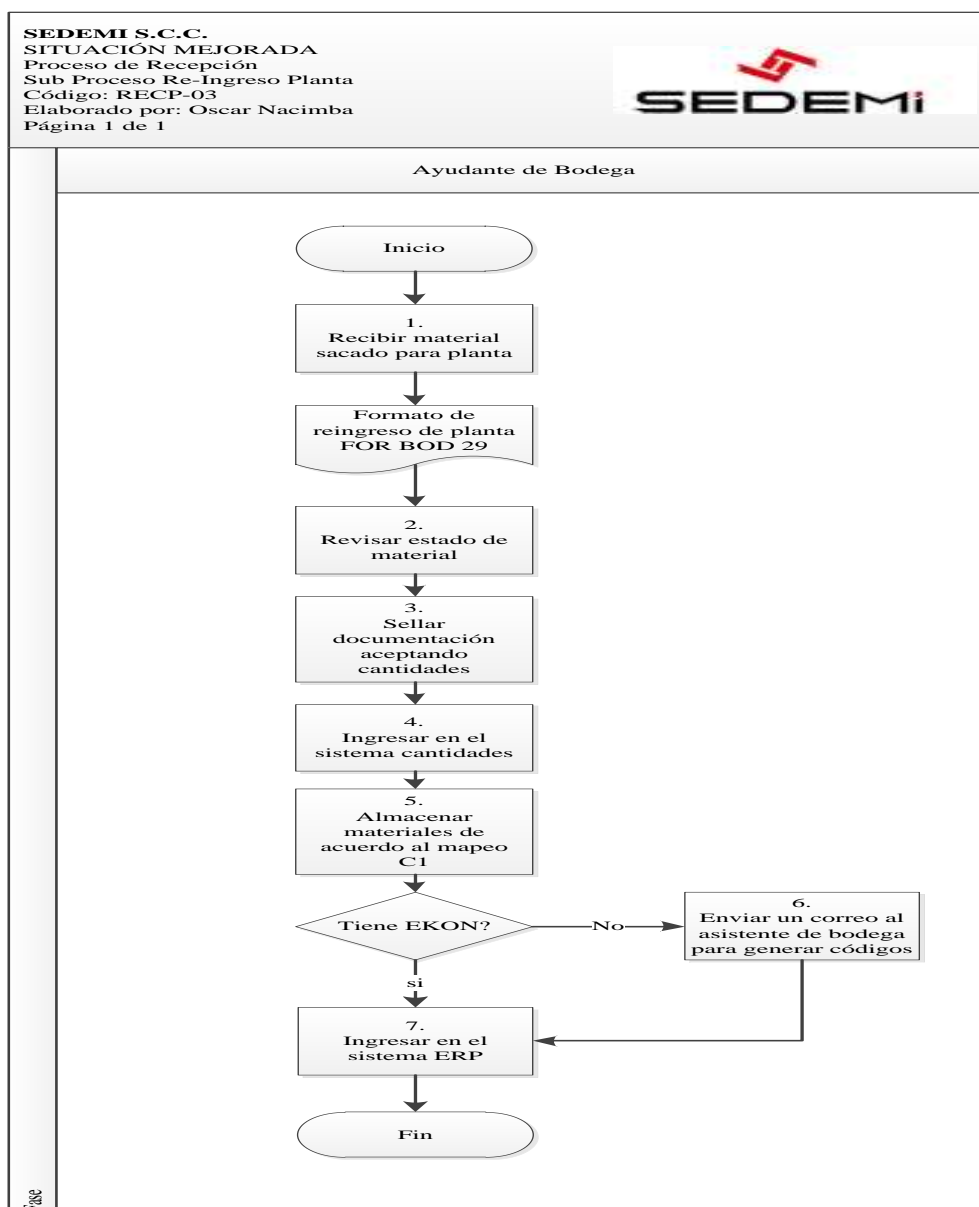 SEDEMI S.C.C.
SITUACIÓN MEJORADA
Proceso de Recepción
Sub Proceso Re-Ingreso Planta
Código: RECP-03
Elaborado por: Oscar Nacimba
Página 1 de 1
SEDEMi
Ayudante de Bodega
Inicio
1.
Recibir material
sacado para planta
Formato de
reingreso de planta
FOR BOD 29
2.
Revisar estado de
material
3.
Sellar
documentación
aceptando
cantidades
4.
Ingresar en el
sistema cantidades
5.
Almacenar
materiales de
acuerdo al mapeo
C1
Tiene EKON?
No
6.
Enviar un correo al
asistente de bodega
para generar códigos
si
7.
Ingresar en el
sistema ERP
Fin
Fase